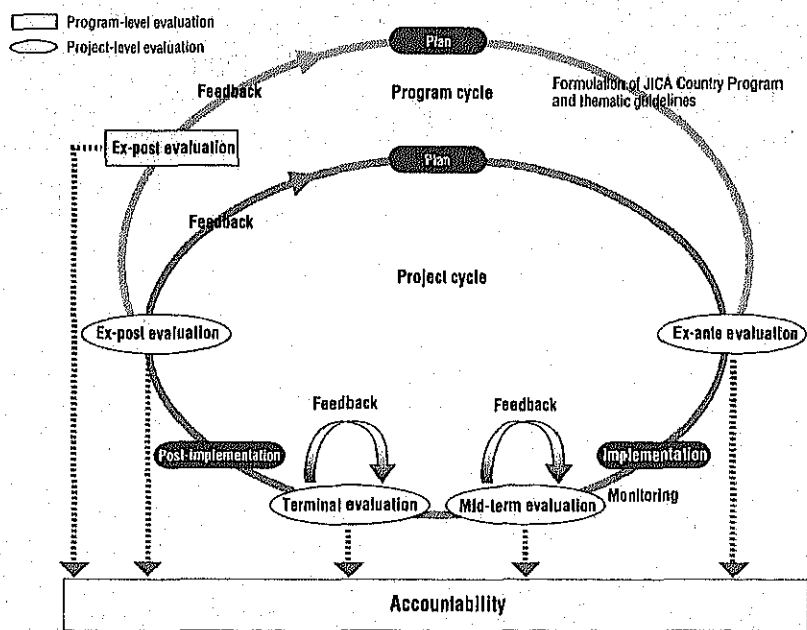 Program-level evaluation
Project-level evaluation
Plan
Feedback
Program cycle
Formulation of JICA Country Program
and thematic guidelines
Ex-post evaluation
Plan
Feedback
Project cycle
Ex-post evaluation
Ex-ante evaluation
Feedback
Feedback
Post-implementation
Implementation
Terminal evaluation
Mid-term evaluation
Monitoring
Accountability